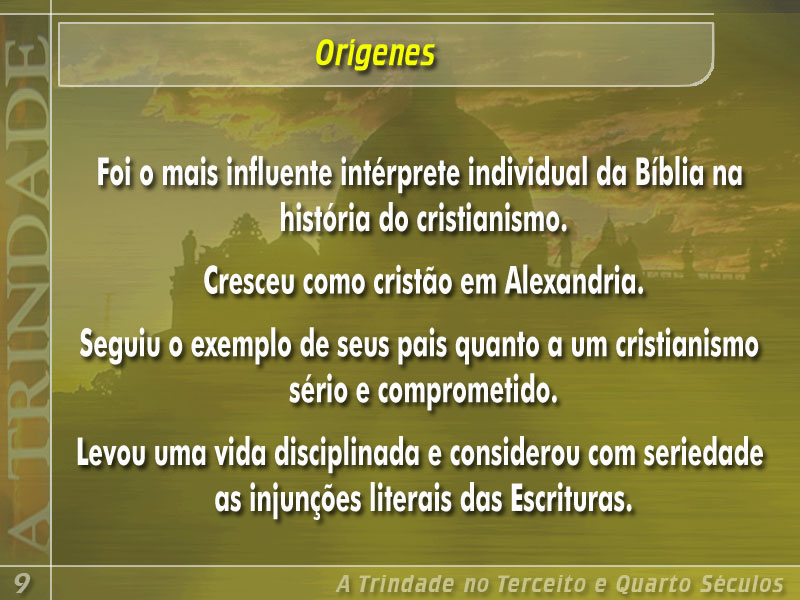 Orígenes
A TRINDADE
Foi o mais influente intérprete individual da Bíblia na
história do cristianismo.
Cresceu como cristão em Alexandria.
Seguiu o exemplo de seus pais quanto a um cristianismo
sério e comprometido.
Levou uma vida disciplinada e considerou com seriedade
as injunções literais das Escrituras.
9
A Trindade no Terceito e Quarto Séculos